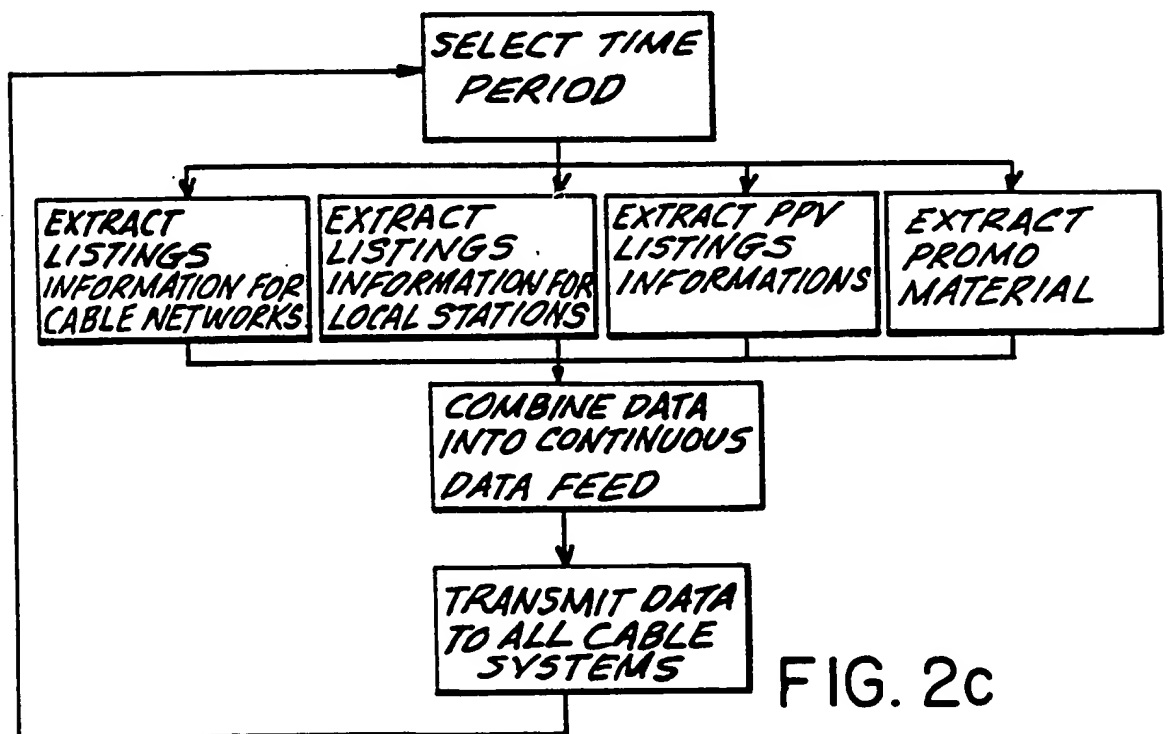 SELECT TIME
PERIOD
EXTRACT
LISTINGS
INFORMATION FOR
CABLE NETWORKS
EXTRACT
LISTINGS
INFORMATION FOR
LOCAL STATIONS
EXTRACT PPV
LISTINGS
INFORMATIONS
EXTRACT
PROMO
MATERIAL
COMBINE DATA
INTO CONTINUOUS
DATA FEED
TRANSMIT DATA
TO ALL CABLE
SYSTEMS
FIG. 2c